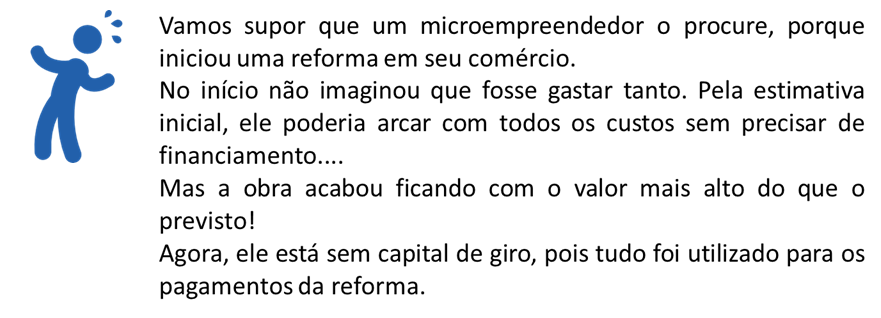 Vamos supor que um microempreendedor o procure, porque
iniciou uma reforma em seu comércio.
No início não imaginou que fosse gastar tanto. Pela estimativa
inicial, ele poderia arcar com todos os custos sem precisar de
financiamento....
Mas a obra acabou ficando com o valor mais alto do que o
previsto!
Agora, ele está sem capital de giro, pois tudo foi utilizado para os
pagamentos da reforma.